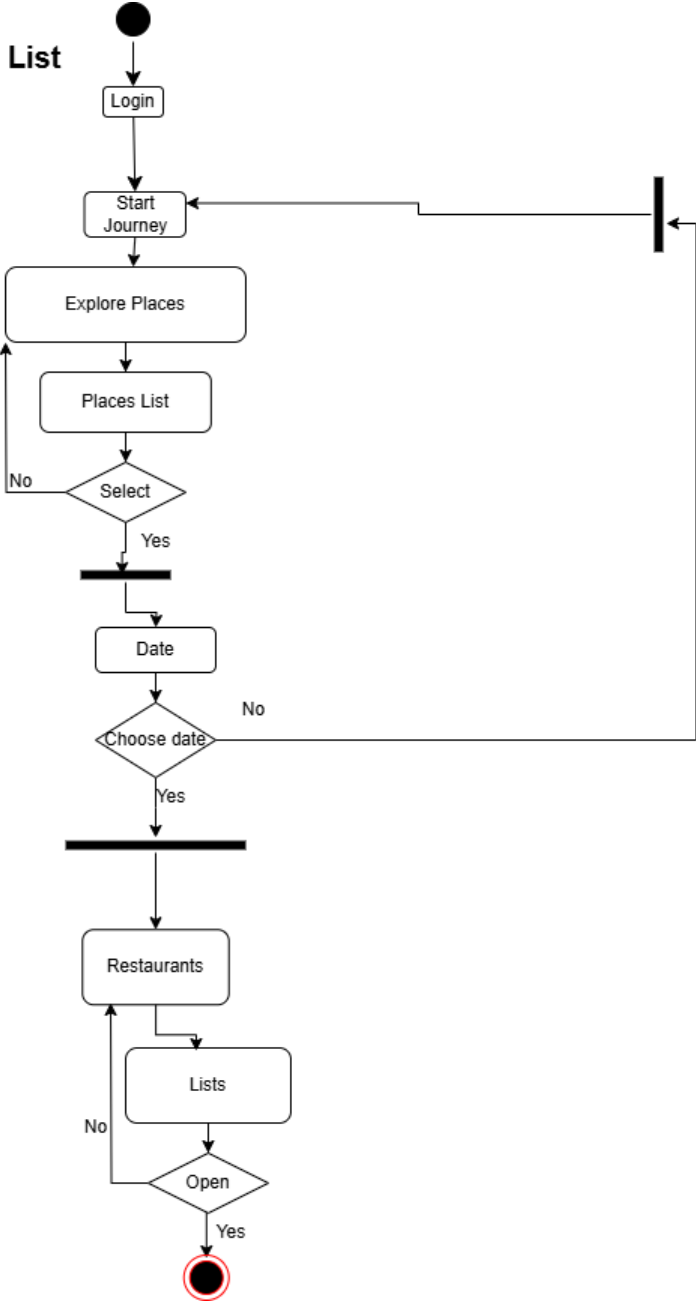 List
Login
Start
Journey
Explore Places
Places List
No
Select
Yes
Date
No
Choose date
Yes
Restaurants
Lists
No
Open
Yes